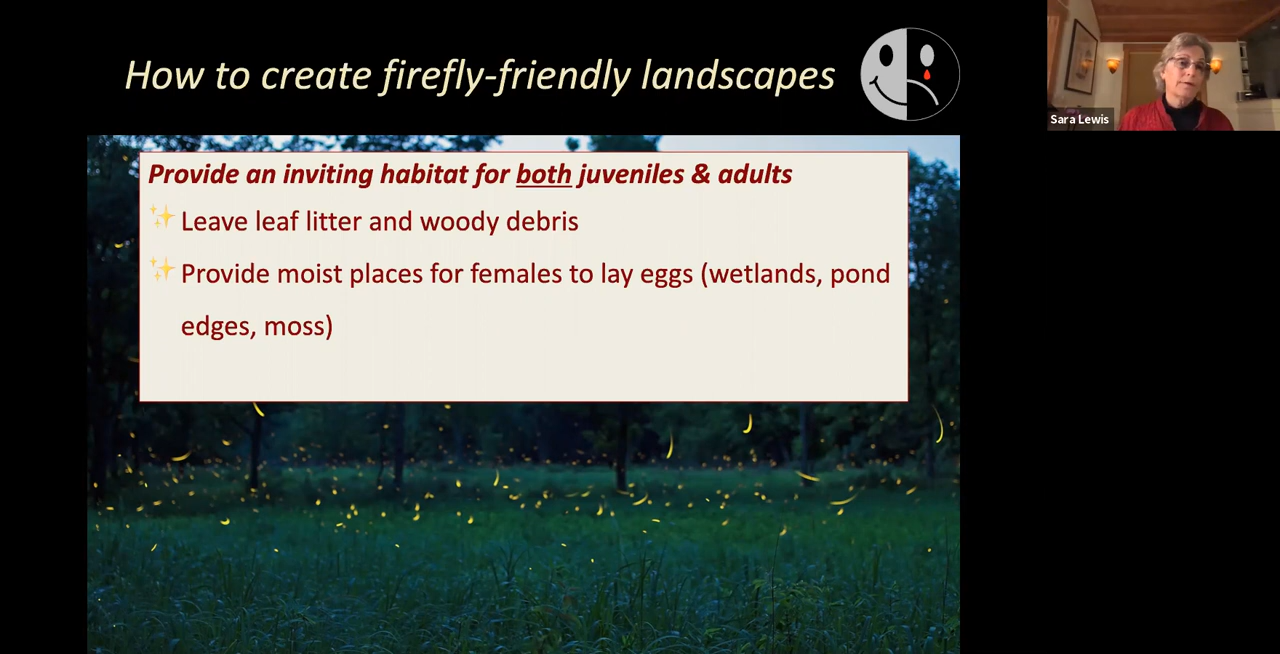 How to create firefly-friendly landscapes
Sara Lewis
Provide an inviting habitat for both juveniles & adults
✨ Leave leaf litter and woody debris
✨ Provide moist places for females to lay eggs (wetlands, pond
edges, moss)